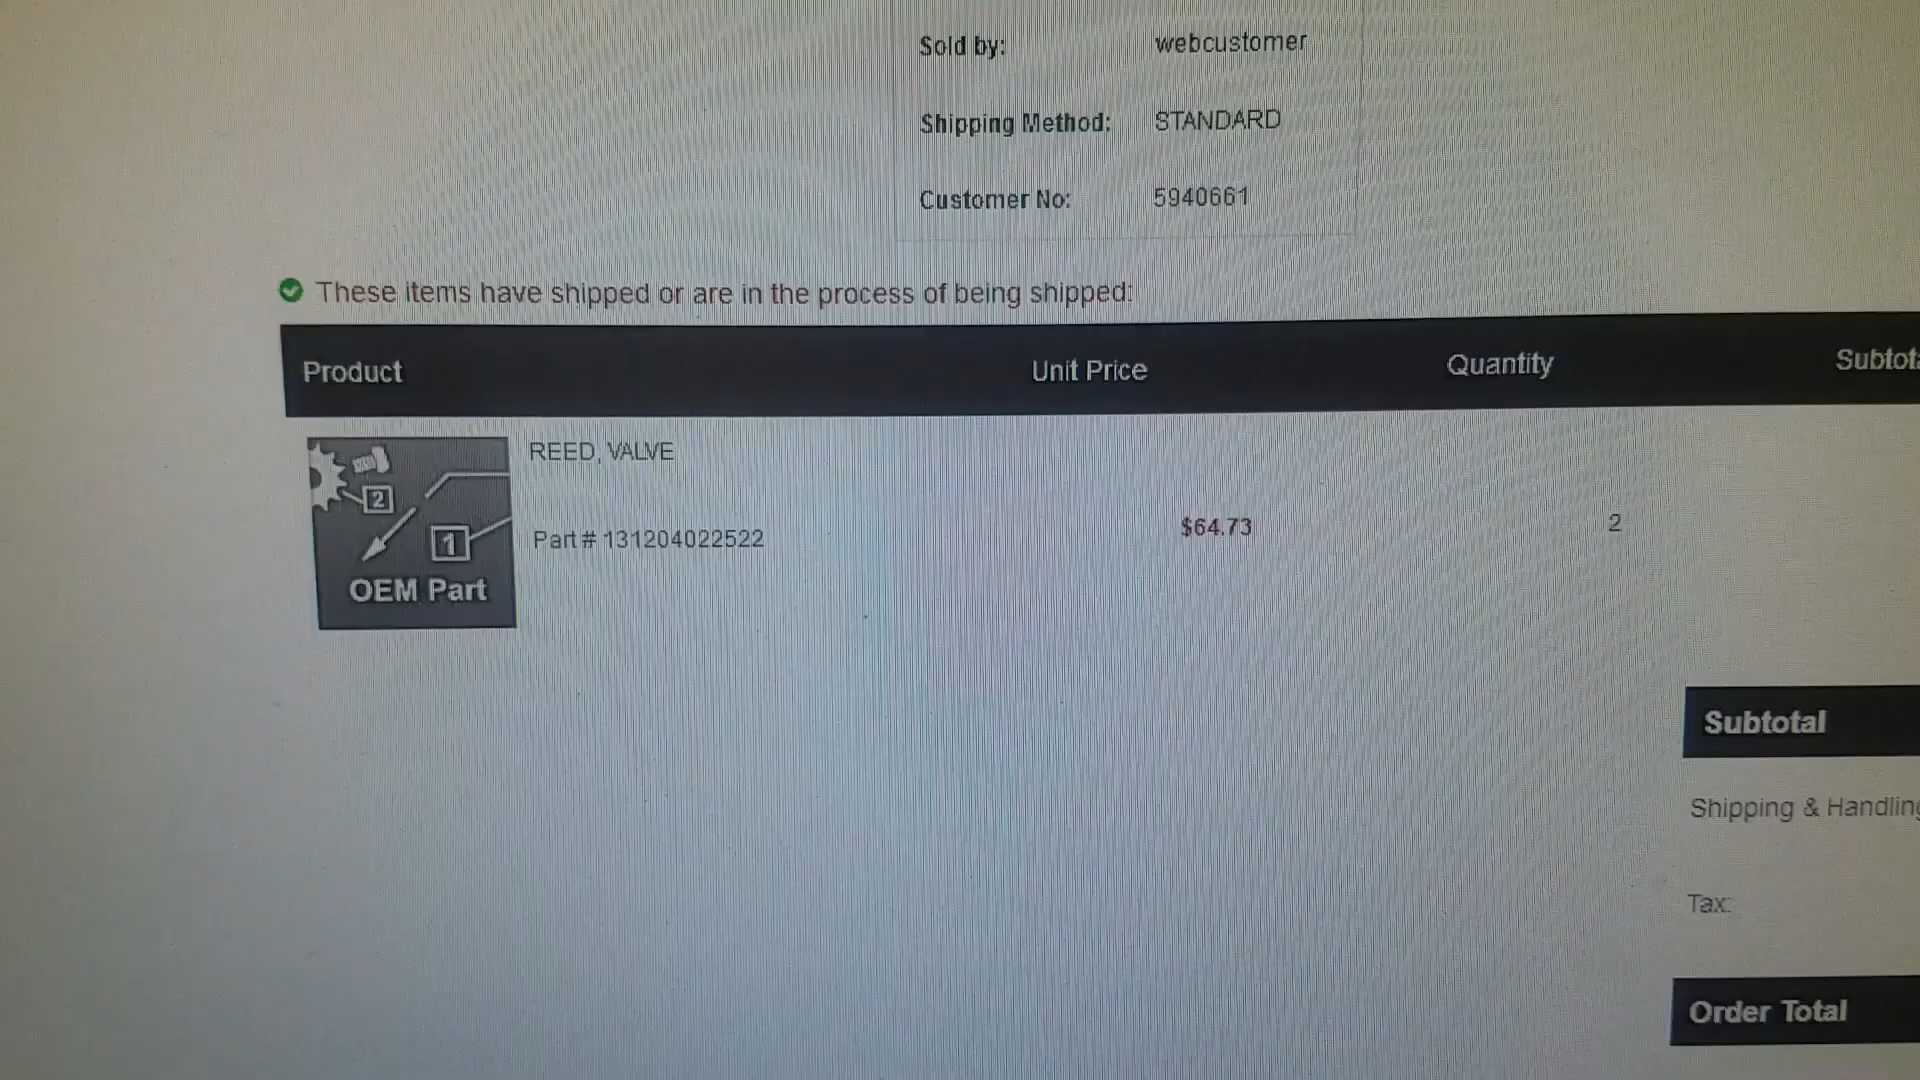 Sold by: webcustomer
Shipping Method: STANDARD
Customer No: 5940661
These items have shipped or are in the process of being shipped:
Product Unit Price Quantity
REED, VALVE
2
1
OEM Part
Part# 131204022522 $64.73 2
Subtotal
Shipping & Handling
Tax:
Order Total